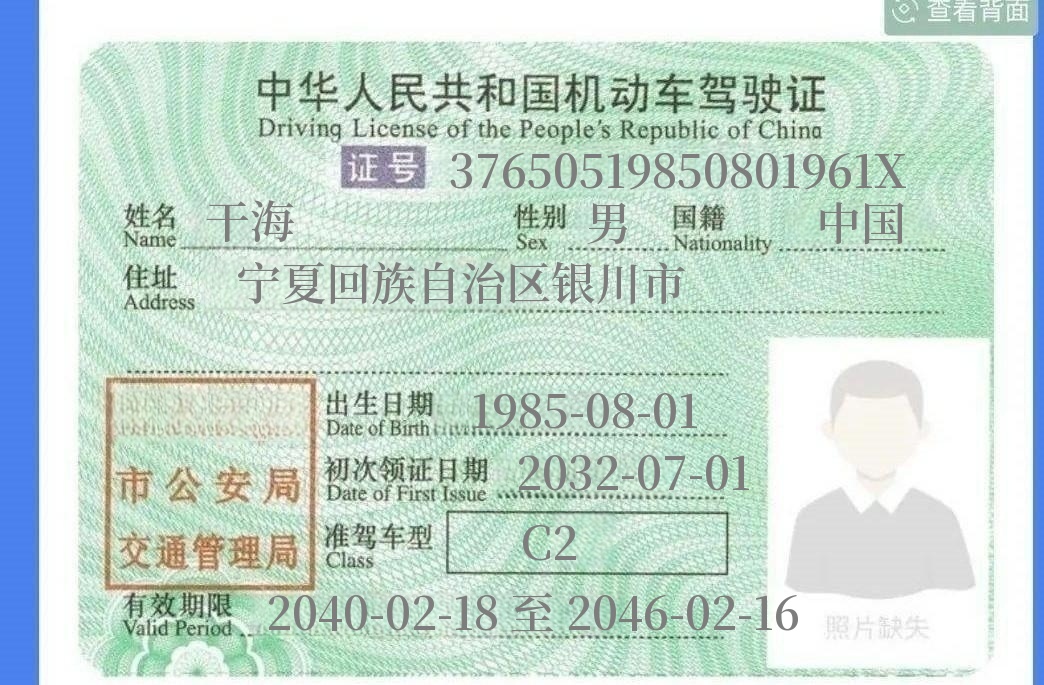 查看背面
中华人民共和国机动车驾驶证
Driving License of the People's Republic of China
证号 37650519850801961X
姓名 干海 性别 男 国籍 中国
Name Sex Nationality
住址 宁夏回族自治区银川市
Address
出生日期 1985-08-01
Date of Birth
初次领证日期 2032-07-01
Date of First Issue
市公安局
交通管理局
准驾车型 C2
Class
有效期限 2040-02-18 至 2046-02-16
Valid Period
照片缺失